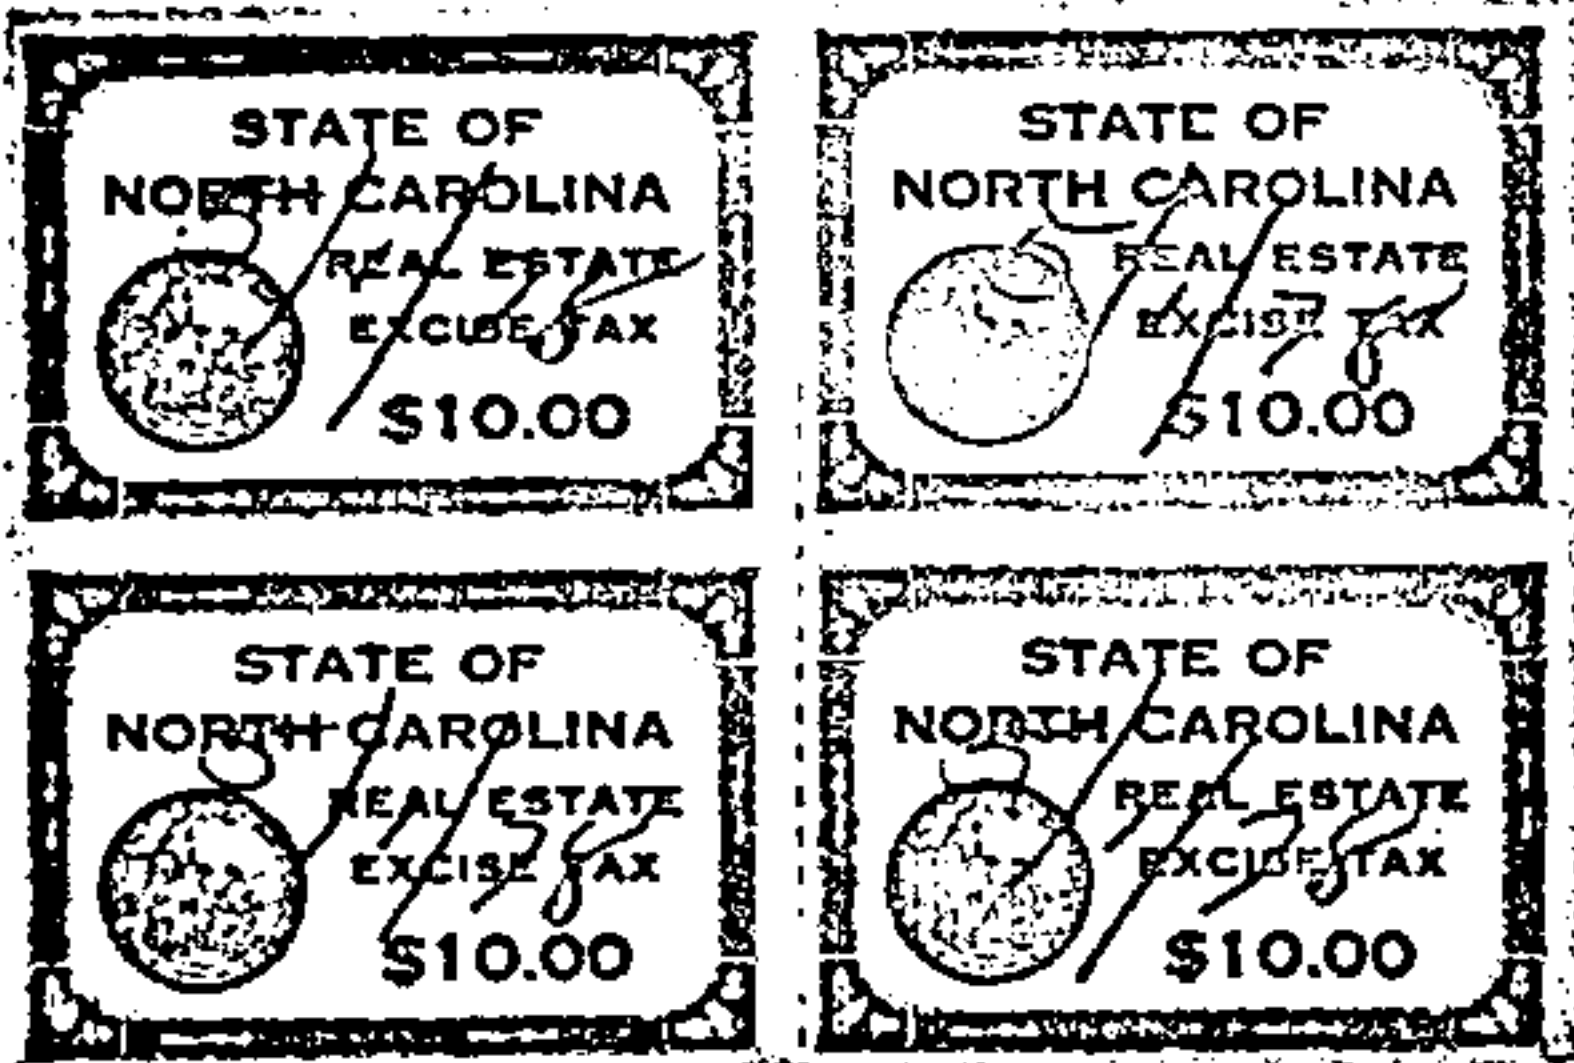 STATE OF
NORTH CAROLINA
REAL ESTATE
EXCISE TAX
$10.00
STATE OF
NORTH CAROLINA
REAL ESTATE
EXCISE TAX
$10.00
STATE OF
NORTH CAROLINA
REAL ESTATE
EXCISE TAX
$10.00
STATE OF
NORTH CAROLINA
REAL ESTATE
EXCISE TAX
$10.00